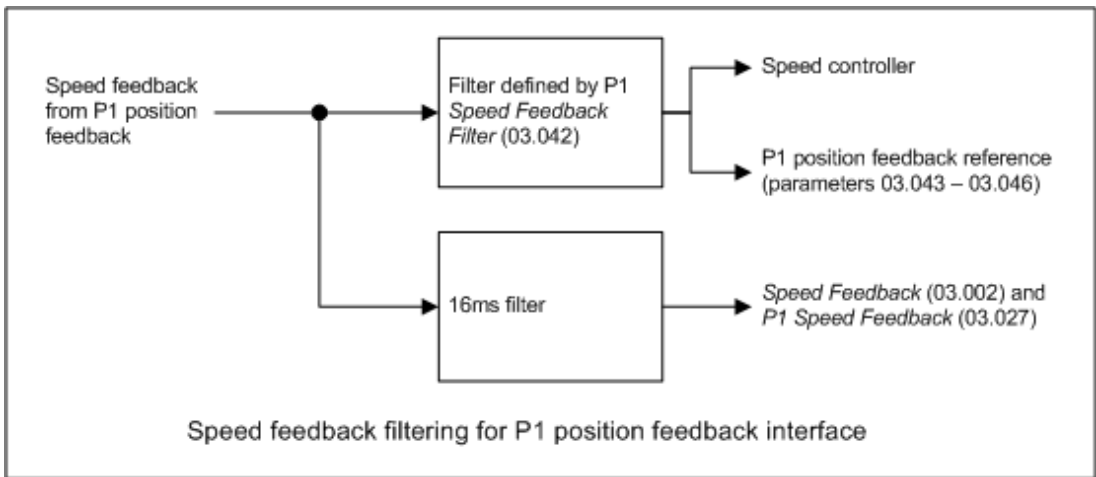 Speed feedback
from P1 position
feedback
Filter defined by P1
Speed Feedback
Filter (03.042)
Speed controller
P1 position feedback reference
(parameters 03.043 – 03.046)
16ms filter
Speed Feedback (03.002) and
P1 Speed Feedback (03.027)
Speed feedback filtering for P1 position feedback interface